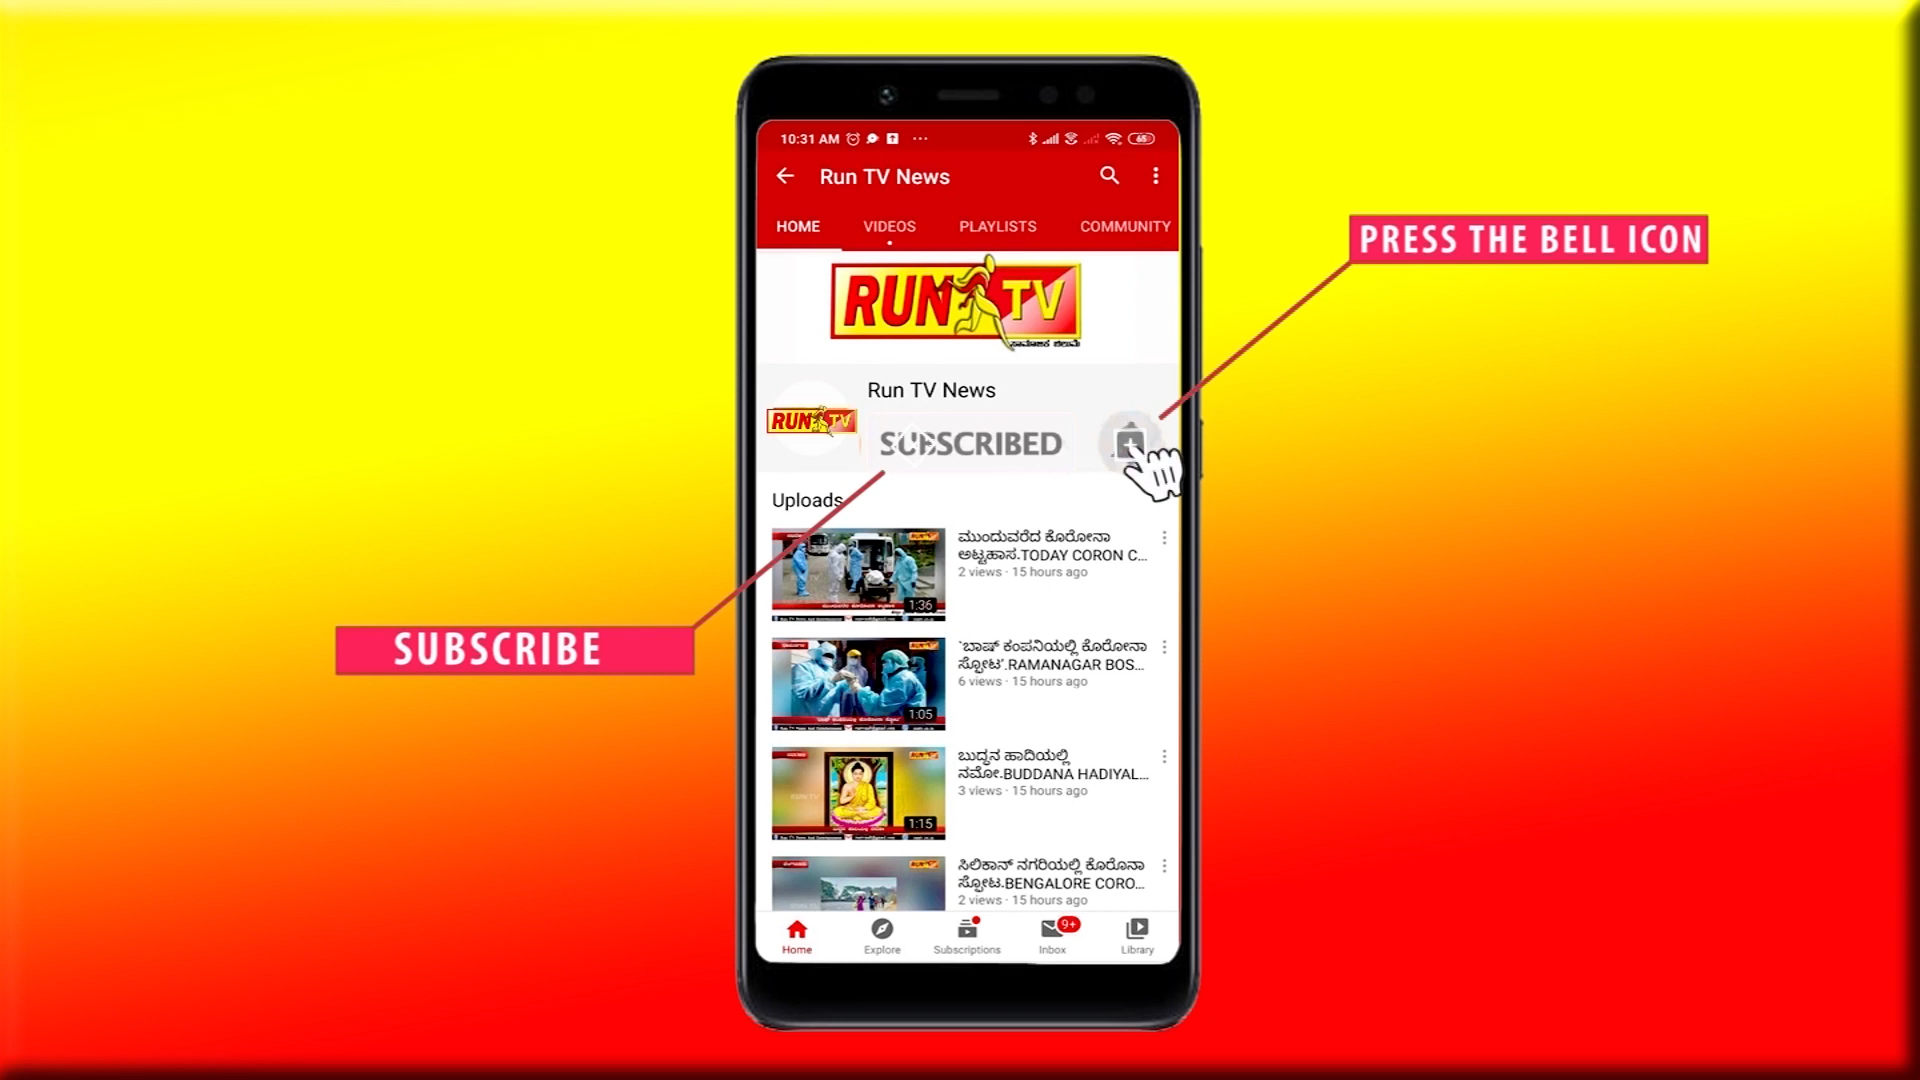 10:31 AM
65
Run TV News
HOME VIDEOS PLAYLISTS COMMUNITY
PRESS THE BELL ICON
RUN TV
ಸಾಮಾಜಿಕ ಚಲುಮೆ
Run TV News
RUN TV
SUBSCRIBED
Uploads
ಮುಂದುವರೆದ ಕೊರೋನಾ
ಅಟ್ಟಹಾಸ.TODAY CORON C...
2 views · 15 hours ago
1:36
SUBSCRIBE
`ಬಾಷ್ ಕಂಪನಿಯಲ್ಲಿ ಕೊರೋನಾ
ಸ್ಫೋಟ'.RAMANAGAR BOS...
6 views · 15 hours ago
1:05
ಬುದ್ಧನ ಹಾದಿಯಲ್ಲಿ
ನಮೋ.BUDDANA HADIYAL...
3 views · 15 hours ago
1:15
ಸಿಲಿಕಾನ್ ನಗರಿಯಲ್ಲಿ ಕೊರೊನಾ
ಸ್ಫೋಟ.BENGALORE CORO...
2 views · 15 hours ago
9+
Home Explore Subscriptions Inbox Library